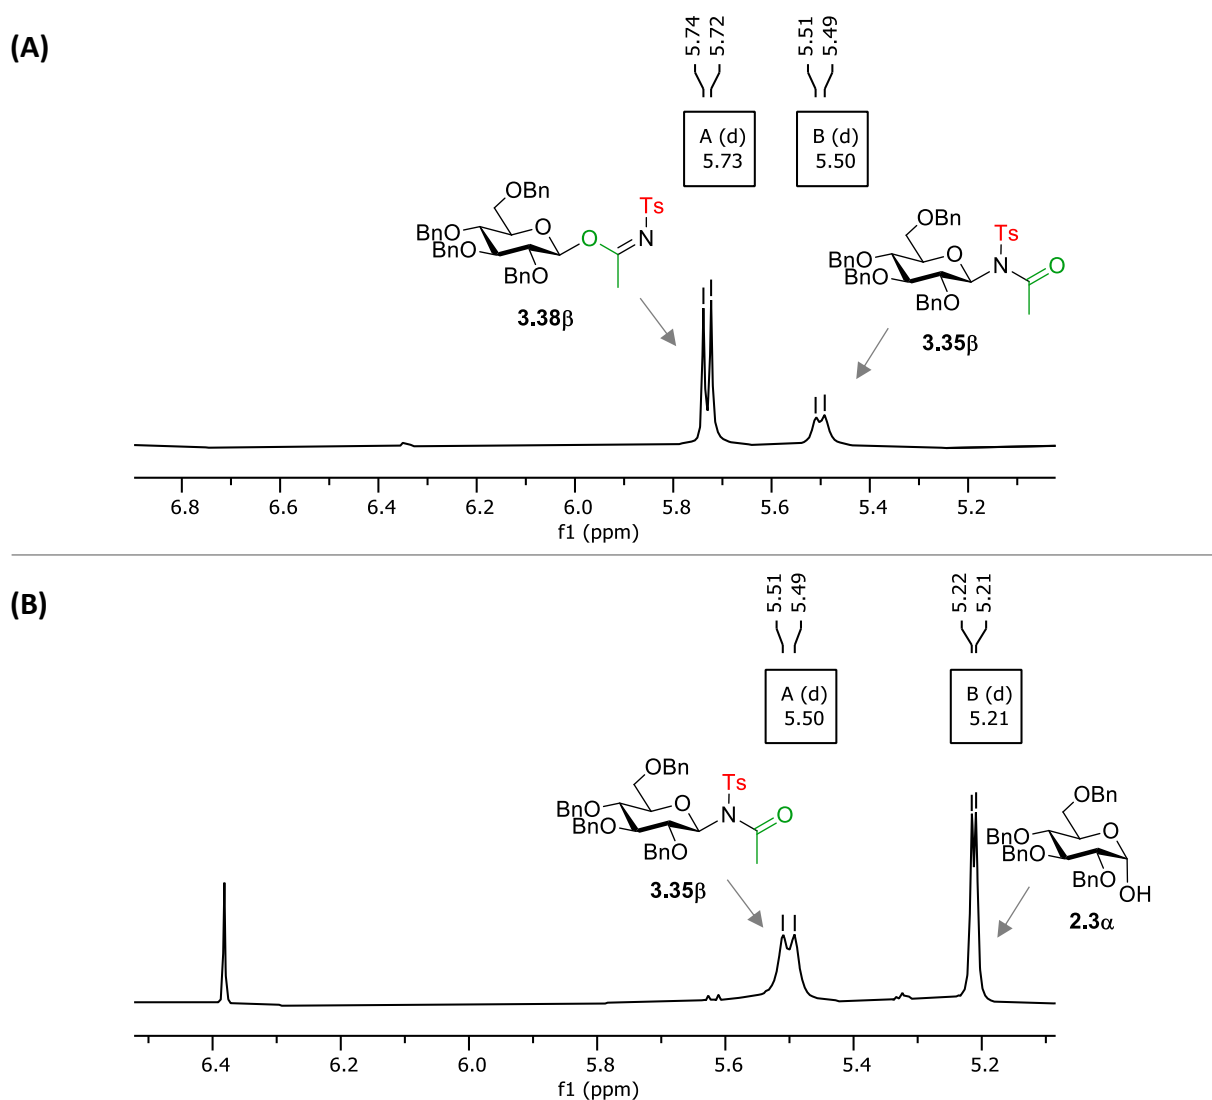 (A)
5.74
5.72
5.51
5.49
A (d)
5.73
B (d)
5.50
OBn
O
BnO
BnO
BnO
O
Ts
N
3.38β
OBn
O
BnO
BnO
BnO
Ts
N
O
3.35β
6.8 6.6 6.4 6.2 6.0 5.8 5.6 5.4 5.2
f1 (ppm)
(B)
5.51
5.49
5.22
5.21
A (d)
5.50
B (d)
5.21
OBn
O
BnO
BnO
BnO
Ts
N
O
3.35β
OBn
O
BnO
BnO
BnO
OH
2.3α
6.4 6.2 6.0 5.8 5.6 5.4 5.2
f1 (ppm)